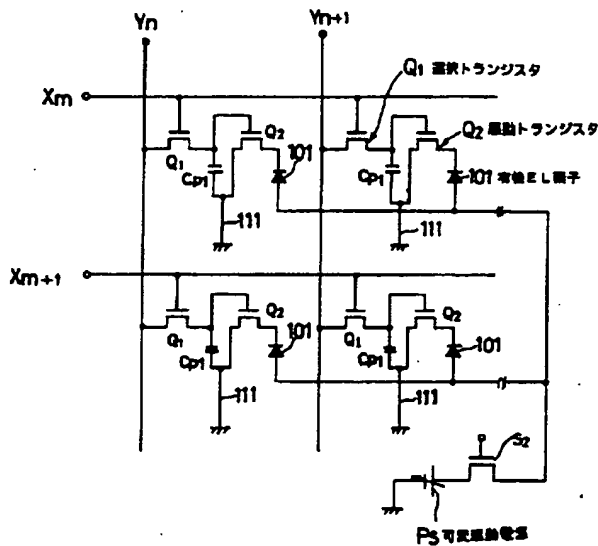 Yn
Yn+1
Xm
Q1 選択トランジスタ
Q2 駆動トランジスタ
Q1
Q2
101
Cp1
111
Cp1
101 有機EL素子
111
Xm+1
Q1
Q2
101
Cp1
111
Q1
Q2
101
Cp1
111
S2
Ps 可変駆動電源